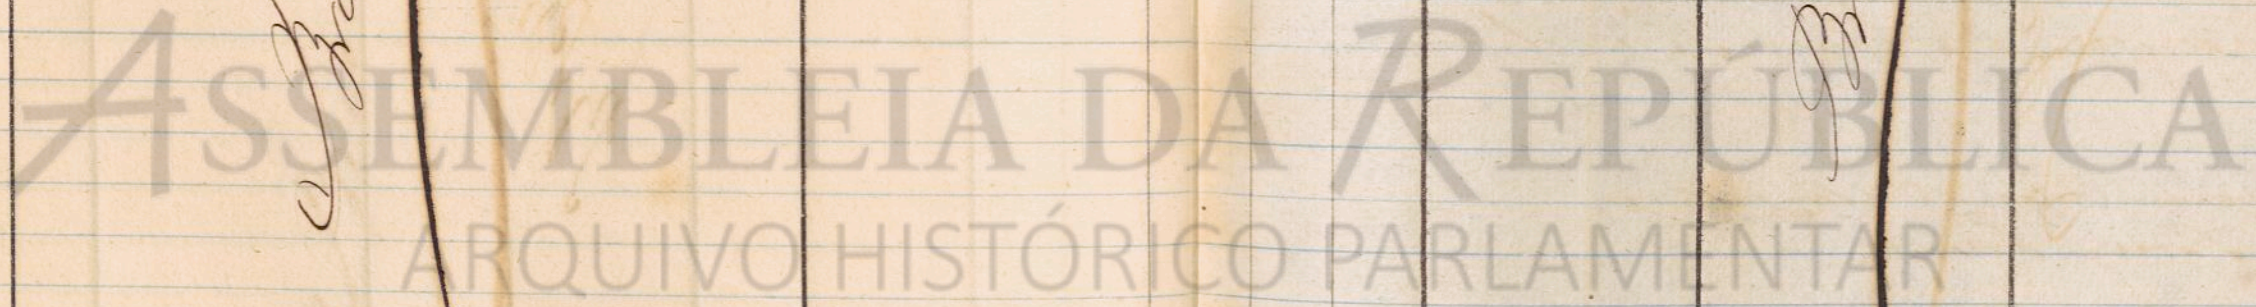 ASSEMBLEIA DA REPÚBLICA
ARQUIVO HISTÓRICO PARLAMENTAR